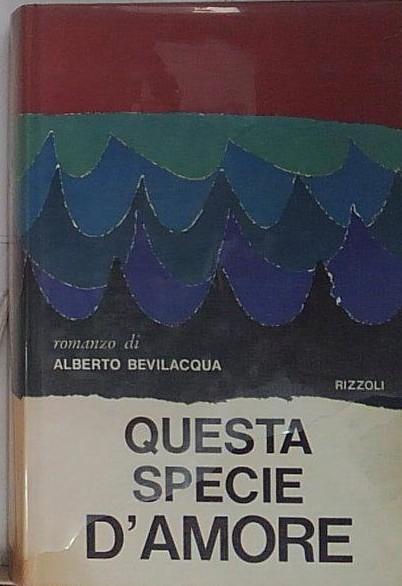 romanzo di
ALBERTO BEVILACQUA
RIZZOLI
QUESTA
SPECIE
D'AMORE